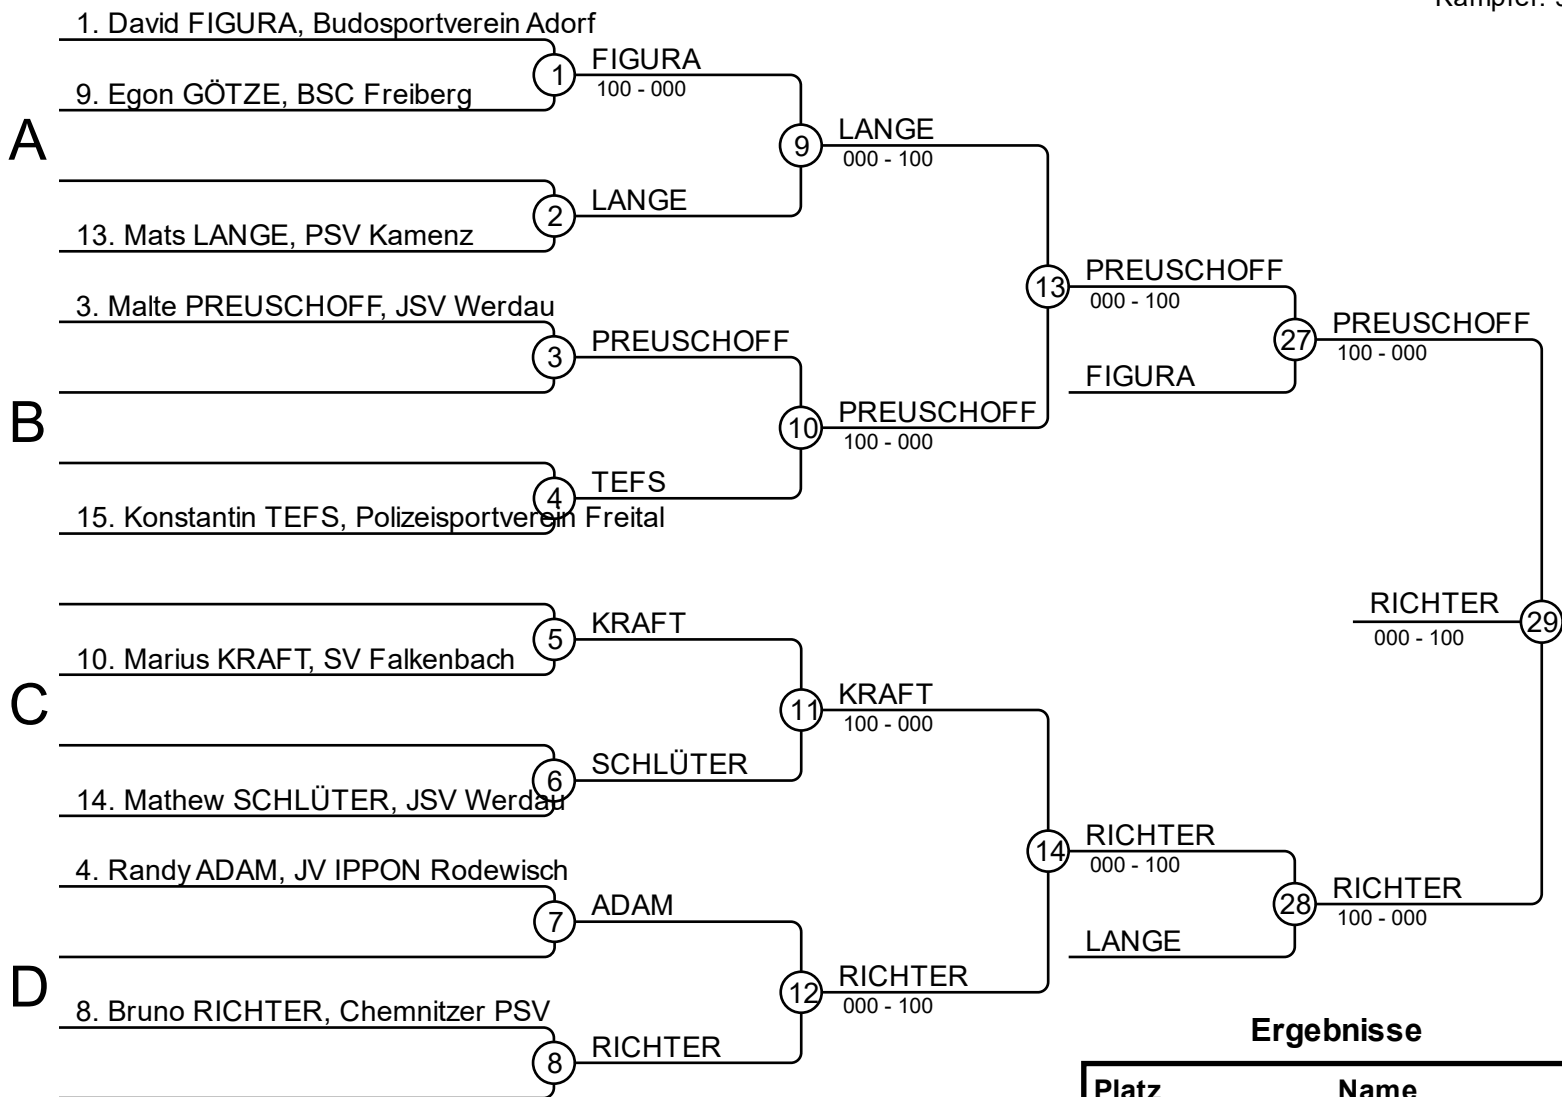 Kämpfer: 9
1. David FIGURA, Budosportverein Adorf
1
FIGURA
100 - 000
9. Egon GÖTZE, BSC Freiberg
A
9
LANGE
000 - 100
2
LANGE
13. Mats LANGE, PSV Kamenz
13
PREUSCHOFF
000 - 100
3. Malte PREUSCHOFF, JSV Werdau
3
PREUSCHOFF
27
PREUSCHOFF
100 - 000
FIGURA
B
10
PREUSCHOFF
100 - 000
4
TEFS
15. Konstantin TEFS, Polizeisportverein Freital
RICHTER
000 - 100
29
5
KRAFT
10. Marius KRAFT, SV Falkenbach
C
11
KRAFT
100 - 000
6
SCHLÜTER
14. Mathew SCHLÜTER, JSV Werdau
14
RICHTER
000 - 100
4. Randy ADAM, JV IPPON Rodewisch
7
ADAM
28
RICHTER
100 - 000
LANGE
D
12
RICHTER
000 - 100
8. Bruno RICHTER, Chemnitzer PSV
8
RICHTER
Ergebnisse
Platz Name